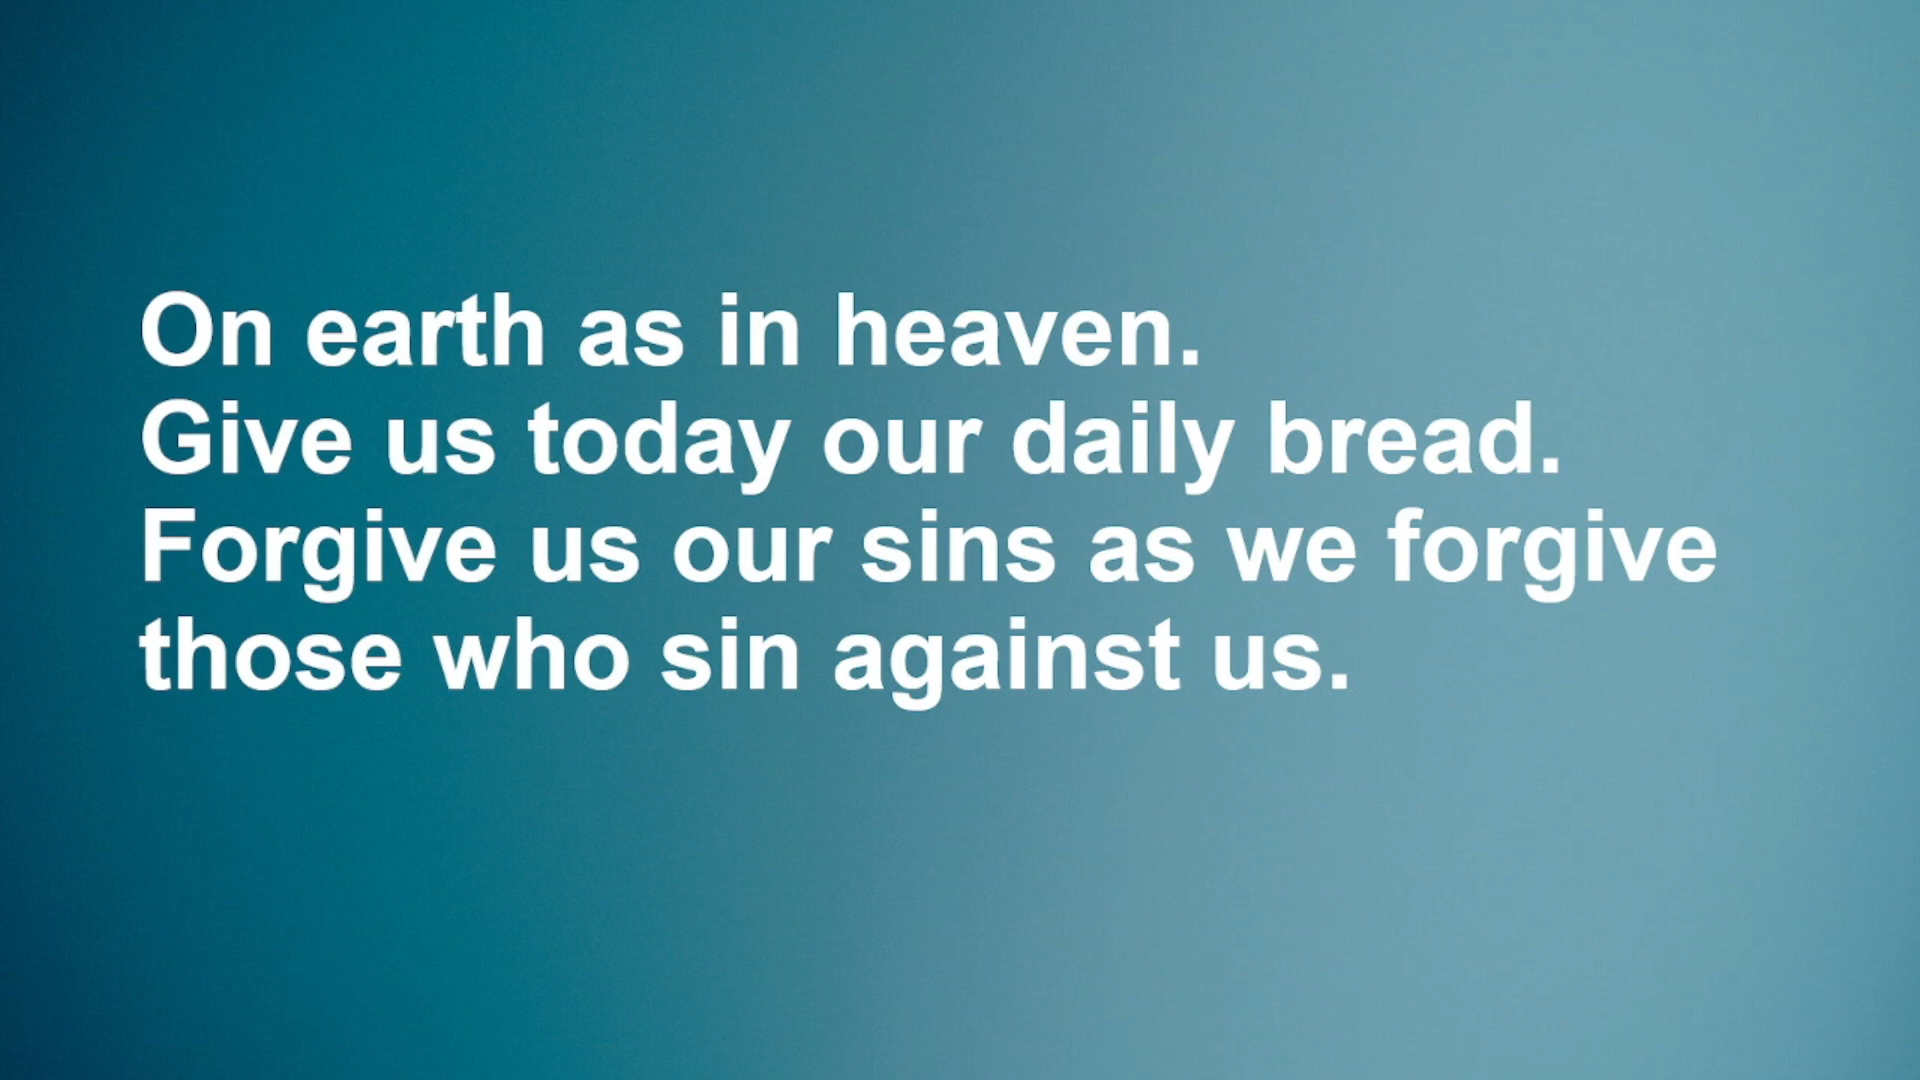 On earth as in heaven.
Give us today our daily bread.
Forgive us our sins as we forgive
those who sin against us.